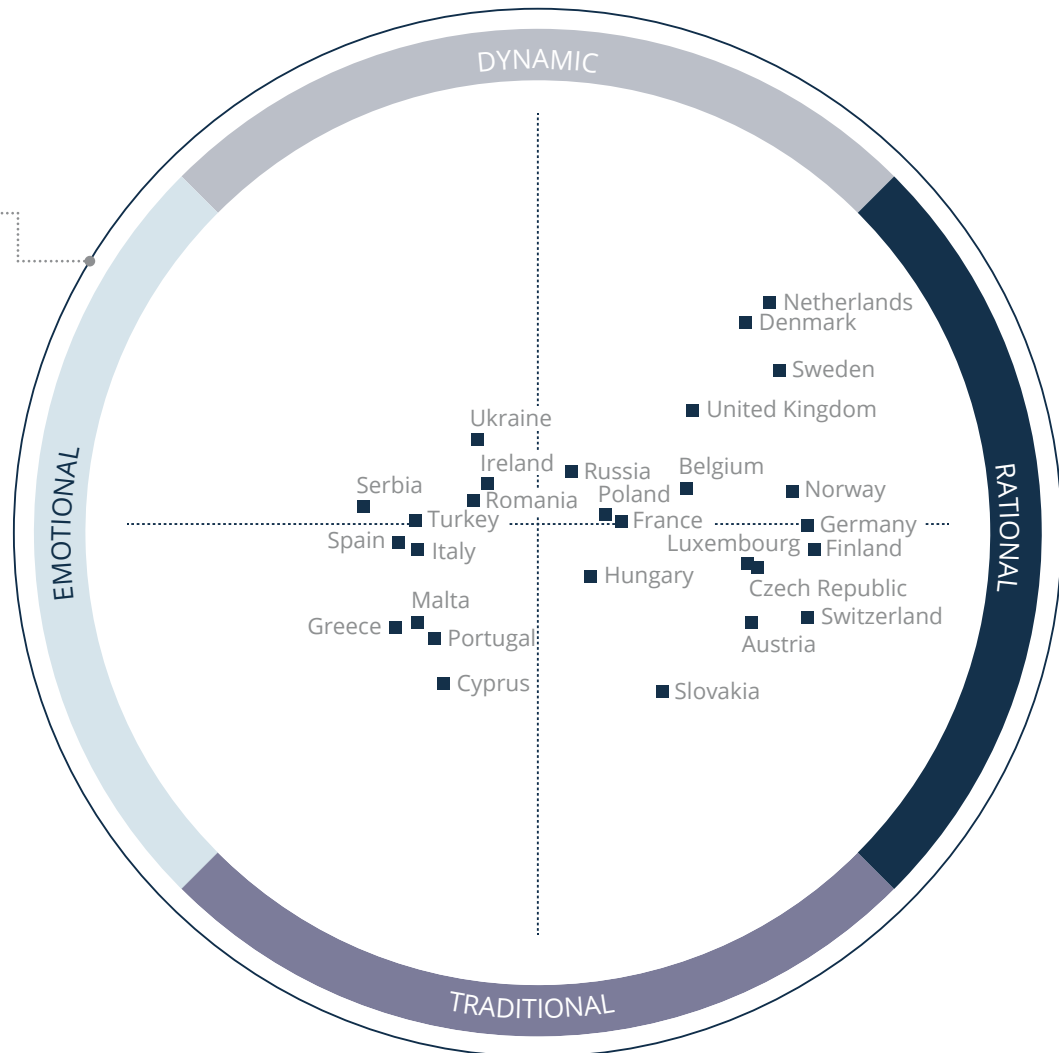 DYNAMIC
Netherlands
Denmark
Sweden
United Kingdom
Ukraine
Ireland
Russia
Belgium
Serbia
Romania
Poland
Norway
Turkey
France
Germany
Spain
Italy
Luxembourg
Finland
Hungary
Czech Republic
Malta
Greece
Portugal
Switzerland
Austria
Cyprus
Slovakia
EMOTIONAL
RATIONAL
TRADITIONAL